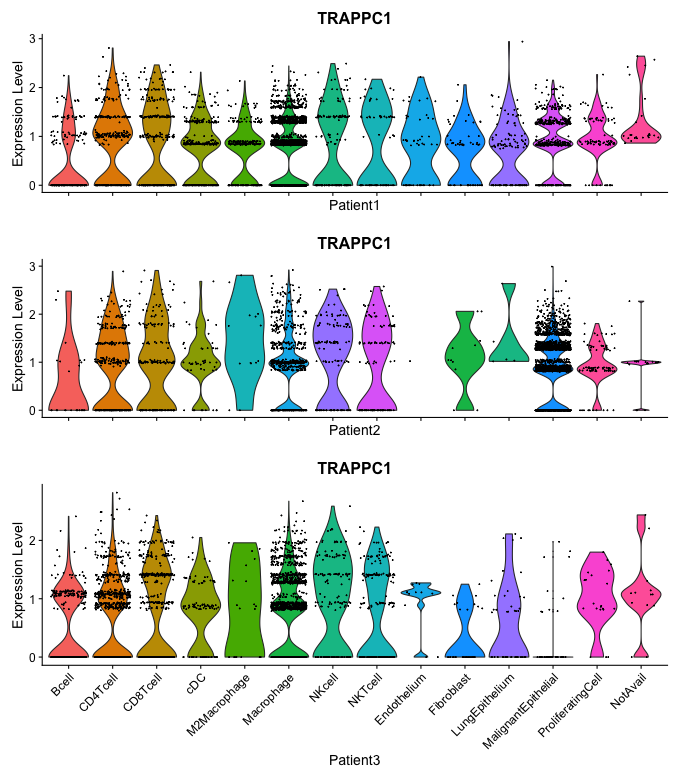 TRAPPC1
Expression Level
3
2
1
0
Patient1
TRAPPC1
Expression Level
3
2
1
0
Patient2
TRAPPC1
Expression Level
2
1
0
Bcell
CD4Tcell
CD8Tcell
cDC
M2Macrophage
Macrophage
NKcell
NKTcell
Endothelium
Fibroblast
LungEpithelium
MalignantEpithelial
ProliferatingCell
NotAvail
Patient3